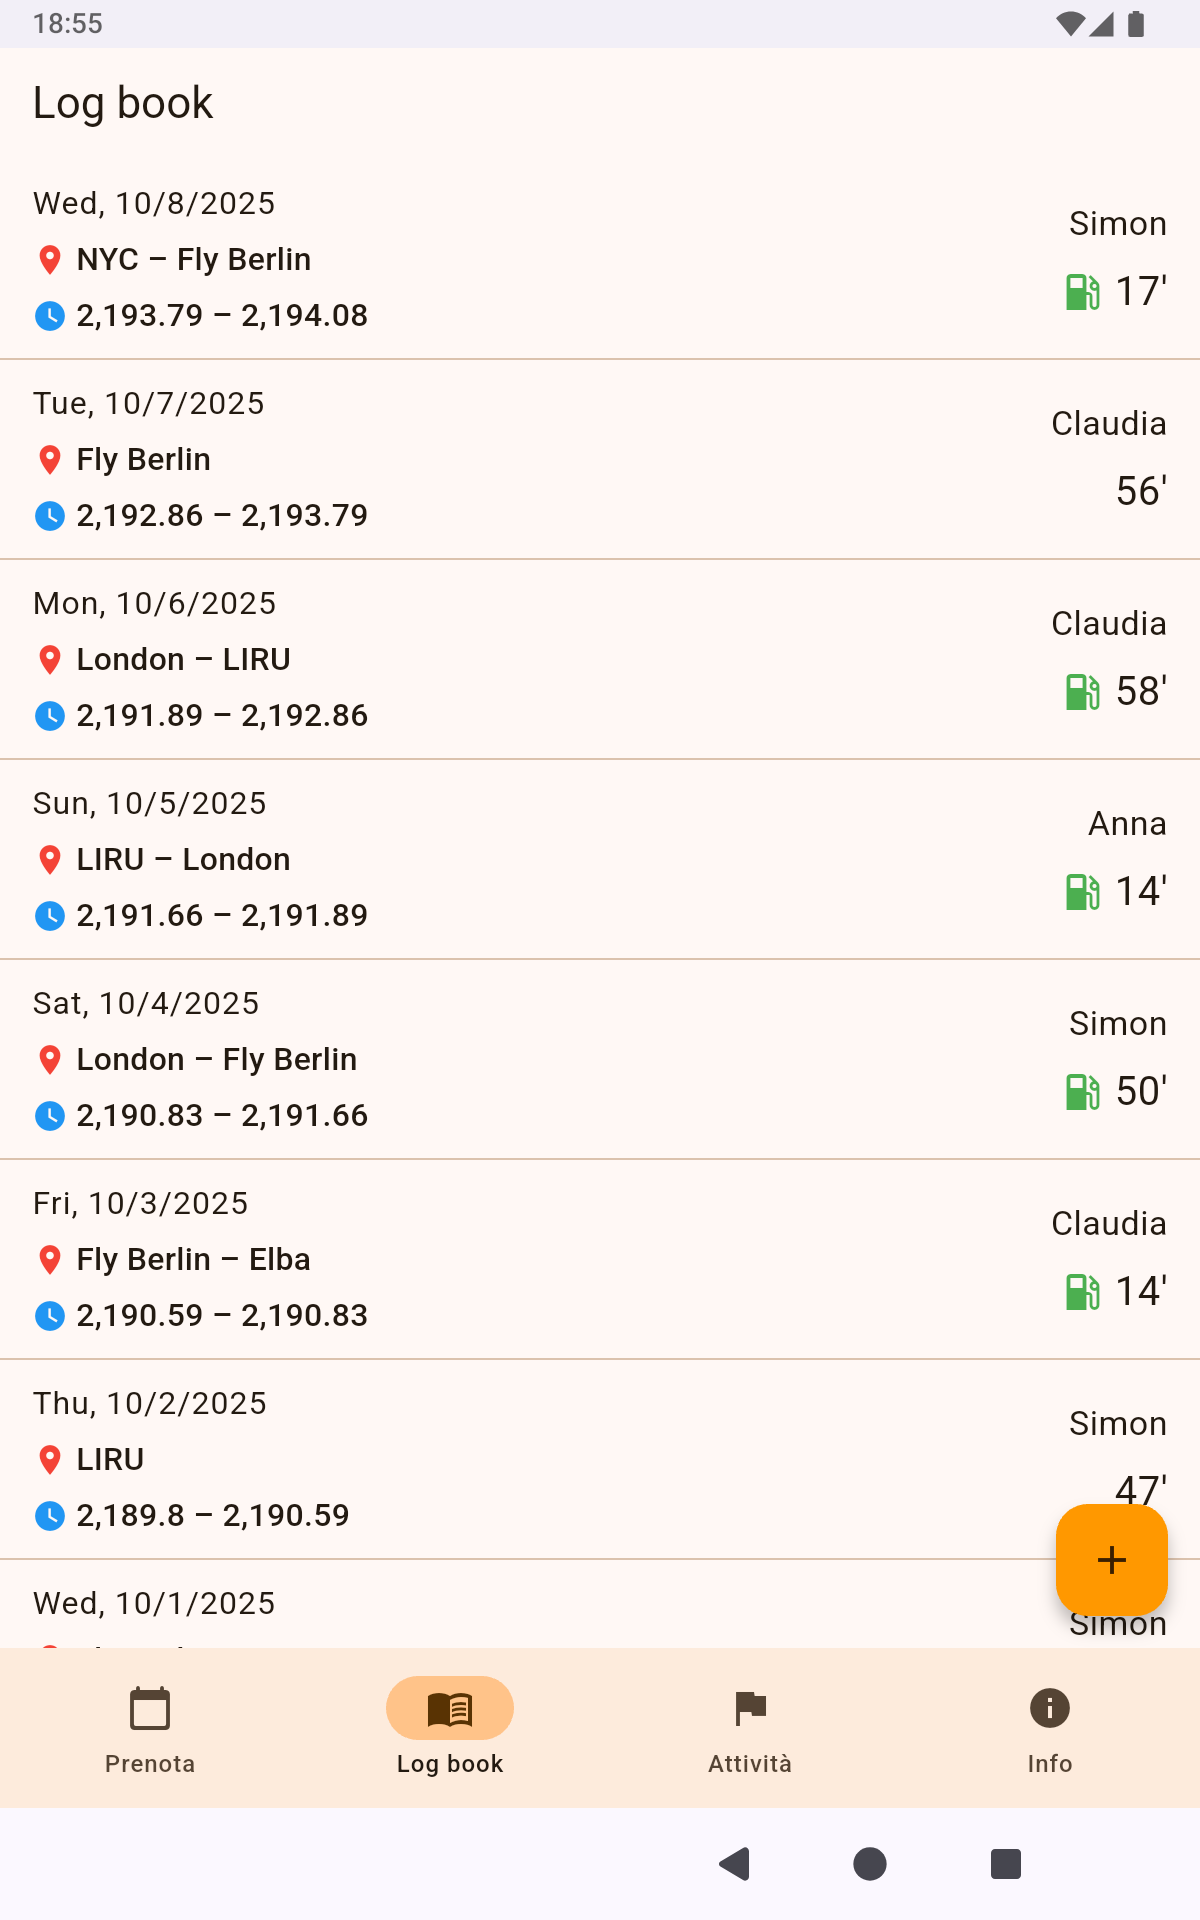 18:55
Log book
Wed, 10/8/2025
Simon
NYC – Fly Berlin
17'
2,193.79 – 2,194.08
Tue, 10/7/2025
Claudia
Fly Berlin
56'
2,192.86 – 2,193.79
Mon, 10/6/2025
Claudia
London – LIRU
58'
2,191.89 – 2,192.86
Sun, 10/5/2025
Anna
LIRU – London
14'
2,191.66 – 2,191.89
Sat, 10/4/2025
Simon
London – Fly Berlin
50'
2,190.83 – 2,191.66
Fri, 10/3/2025
Claudia
Fly Berlin – Elba
14'
2,190.59 – 2,190.83
Thu, 10/2/2025
Simon
LIRU
47'
2,189.8 – 2,190.59
Wed, 10/1/2025
Simon
Prenota
Log book
Attività
Info